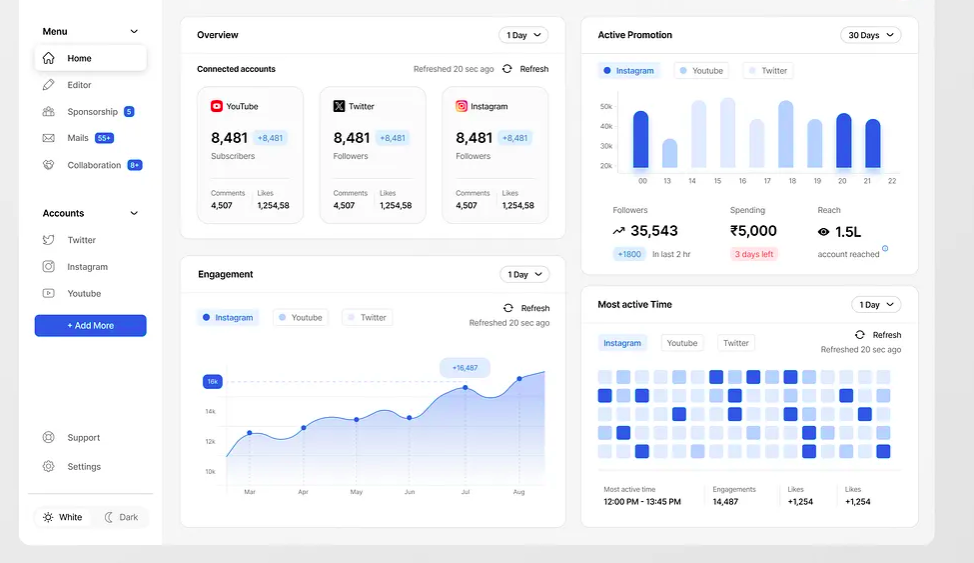 Menu
Home
Editor
Sponsorship 5
Mails 55+
Collaboration 8+
Accounts
Twitter
Instagram
Youtube
+ Add More
Support
Settings
White Dark
Overview 1 Day
Connected accounts Refreshed 20 sec ago Refresh
YouTube
8,481 +8,481
Subscribers
Comments Likes
4,507 1,254,58
Twitter
8,481 +8,481
Followers
Comments Likes
4,507 1,254,58
Instagram
8,481 +8,481
Followers
Comments Likes
4,507 1,254,58
Engagement 1 Day
Instagram Youtube Twitter
Refresh
Refreshed 20 sec ago
+16,487
16k
14k
12k
10k
Mar Apr May Jun Jul Aug
Active Promotion 30 Days
Instagram Youtube Twitter
50k
40k
30k
20k
00 13 14 15 16 17 18 19 20 21 22
Followers
35,543
+1800 In last 2 hr
Spending
₹5,000
3 days left
Reach
1.5L
account reached
Most active Time 1 Day
Instagram Youtube Twitter
Refresh
Refreshed 20 sec ago
Most active time Engagements Likes Likes
12:00 PM - 13:45 PM 14,487 +1,254 +1,254